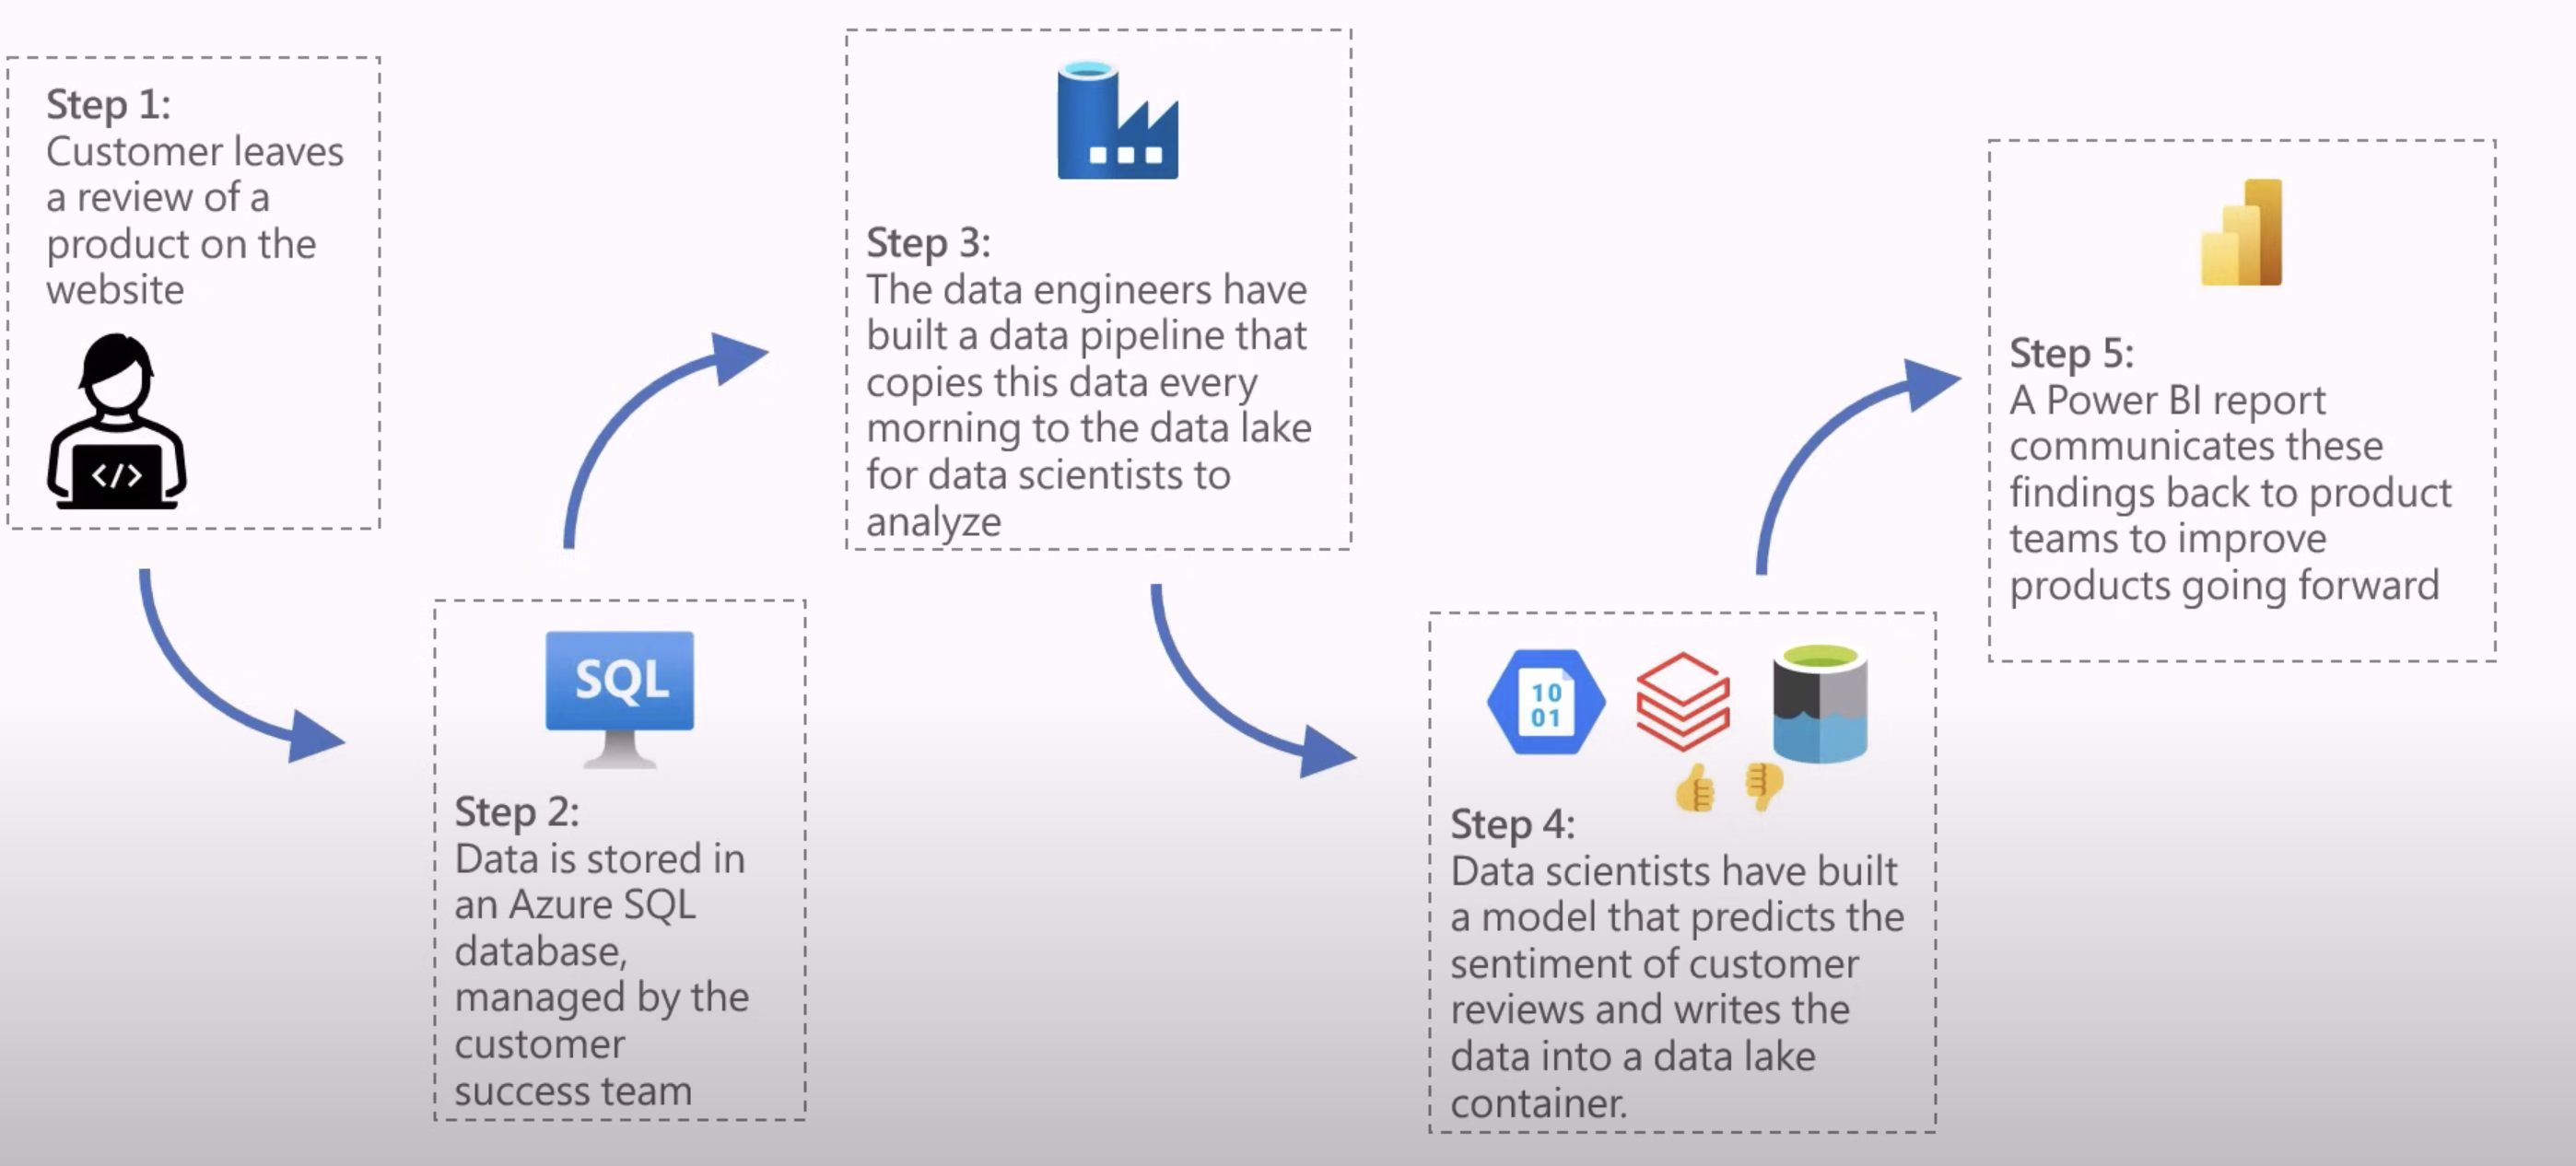 Step 1:
Customer leaves
a review of a
product on the
website
</>
SQL
Step 2:
Data is stored in
an Azure SQL
database,
managed by the
customer
success team
Step 3:
The data engineers have
built a data pipeline that
copies this data every
morning to the data lake
for data scientists to
analyze
10
01
Step 4:
Data scientists have built
a model that predicts the
sentiment of customer
reviews and writes the
data into a data lake
container.
Step 5:
A Power BI report
communicates these
findings back to product
teams to improve
products going forward